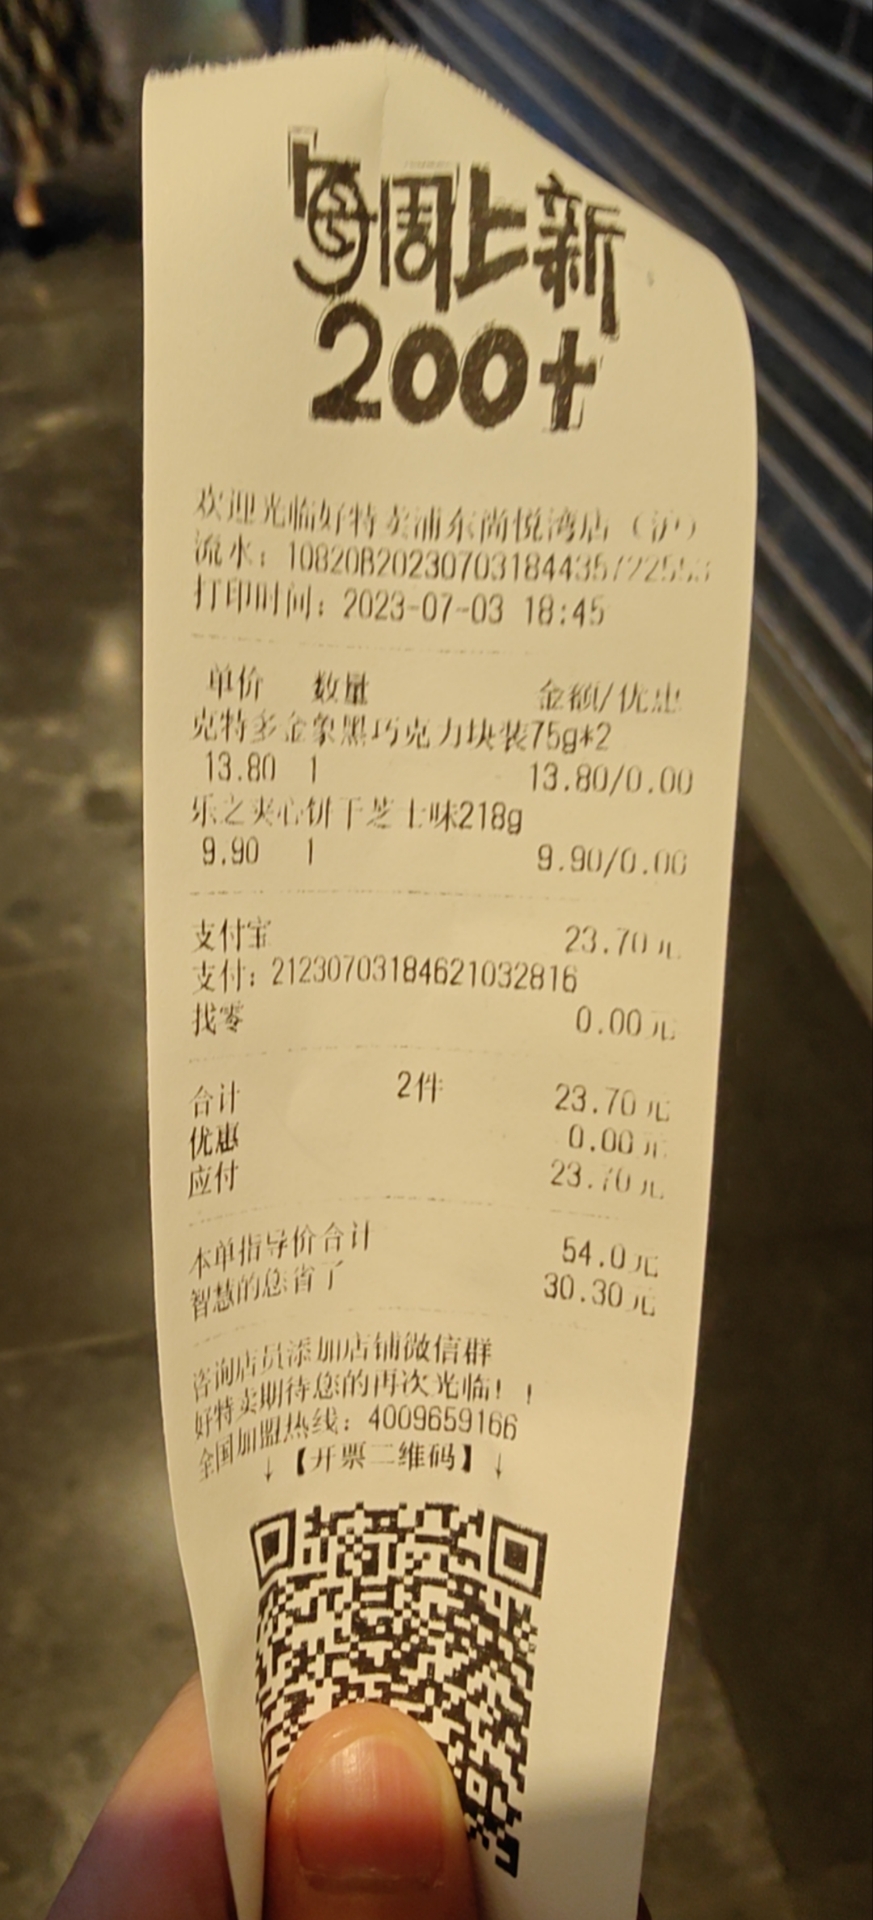 每周上新
200+
欢迎光临好特卖浦东尚悦湾店（沪）
流水：10820B20230703184435722553
打印时间：2023-07-03 18:45
单价 数量 金额/优惠
克特多金象黑巧克力块装75g*2
13.80 1 13.80/0.00
乐之夹心饼干芝士味218g
9.90 1 9.90/0.00
支付宝 23.70元
支付：21230703184621032816
找零 0.00元
合计 2件 23.70元
优惠 0.00元
应付 23.70元
本单指导价合计 54.0元
智慧的您省了 30.30元
咨询店员添加店铺微信群
好特卖期待您的再次光临！！
全国加盟热线：4009659166
↓【开票二维码】↓